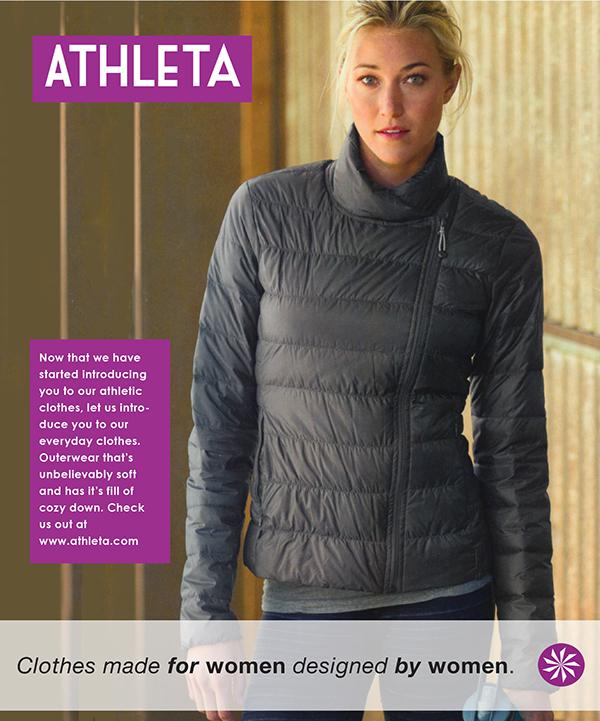 ATHLETA
Now that we have
started introducing
you to our athletic
clothes, let us intro-
duce you to our
everyday clothes.
Outerwear that's
unbelievably soft
and has it's fill of
cozy down. Check
us out at
www.athleta.com
Clothes made for women designed by women.